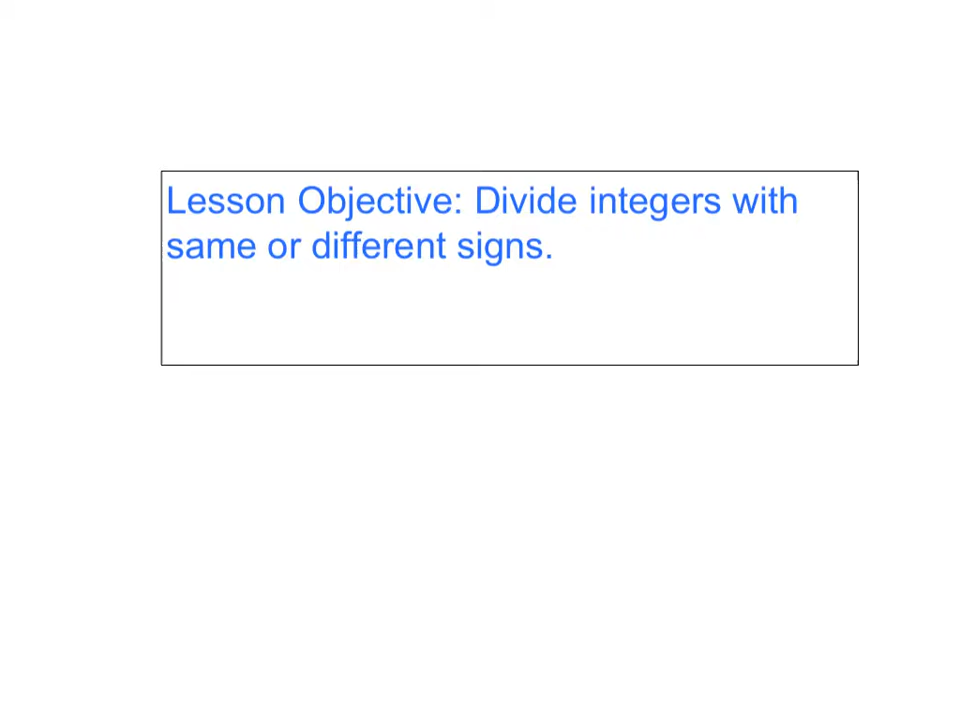 Lesson Objective: Divide integers with
same or different signs.